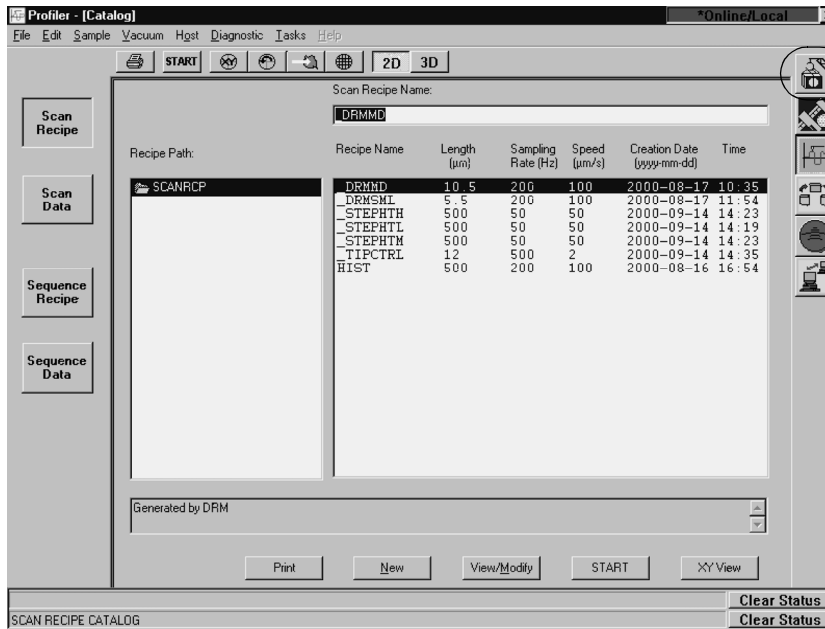 Profiler - [Catalog]
*Online/Local
File Edit Sample Vacuum Host Diagnostic Tasks Help
START XY 2D 3D
Scan Recipe
Scan Data
Sequence Recipe
Sequence Data
Scan Recipe Name:
_DRMMD
Recipe Path:
SCANRCP
Recipe Name Length (µm) Sampling Rate (Hz) Speed (µm/s) Creation Date (yyyy-mm-dd) Time
_DRMMD 10.5 200 100 2000-08-17 10:35
_DRMSML 5.5 200 100 2000-08-17 11:54
_STEPHTH 500 50 50 2000-09-14 14:23
_STEPHTL 500 50 50 2000-09-14 14:19
_STEPHTM 500 50 50 2000-09-14 14:23
_TIPCTRL 12 500 2 2000-09-14 14:35
HIST 500 200 100 2000-08-16 16:54
Generated by DRM
Print New View/Modify START XY View
Clear Status
SCAN RECIPE CATALOG Clear Status